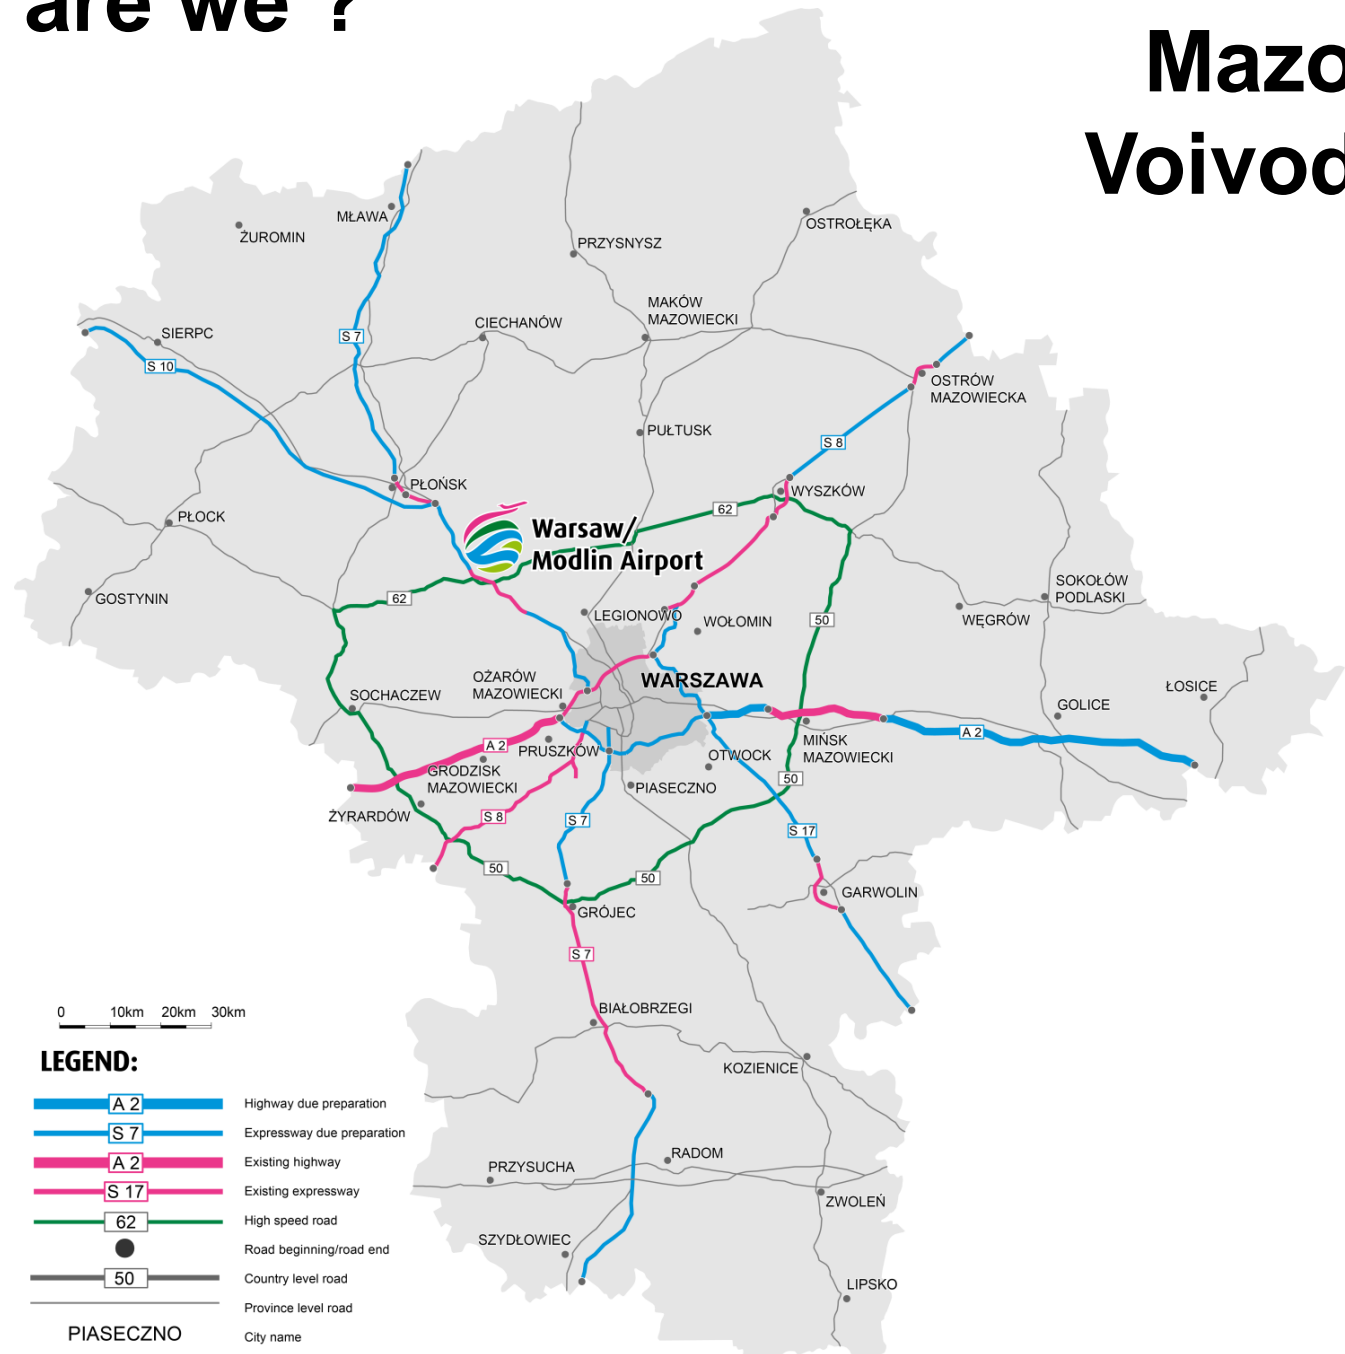 are we ?
Mazo
Voivod
MŁAWA
ŻUROMIN
OSTROŁĘKA
PRZYSNYSZ
MAKÓW
MAZOWIECKI
CIECHANÓW
SIERPC
S 7
S 10
OSTRÓW
MAZOWIECKA
PUŁTUSK
S 8
PŁOŃSK
WYSZKÓW
62
PŁOCK
Warsaw/
Modlin Airport
SOKOŁÓW
PODLASKI
GOSTYNIN
62
LEGIONOWO
WOŁOMIN
50
WĘGRÓW
OŻARÓW
MAZOWIECKI
WARSZAWA
ŁOSICE
SOCHACZEW
GOLICE
A 2
PRUSZKÓW
MIŃSK
MAZOWIECKI
A 2
OTWOCK
GRODZISK
MAZOWIECKI
50
PIASECZNO
ŻYRARDÓW
S 8
S 7
S 17
50
50
GARWOLIN
GRÓJEC
S 7
BIAŁOBRZEGI
KOZIENICE
RADOM
PRZYSUCHA
ZWOLEŃ
SZYDŁOWIEC
LIPSKO
0 10km 20km 30km
LEGEND:
A 2 Highway due preparation
S 7 Expressway due preparation
A 2 Existing highway
S 17 Existing expressway
62 High speed road
Road beginning/road end
50 Country level road
Province level road
PIASECZNO City name